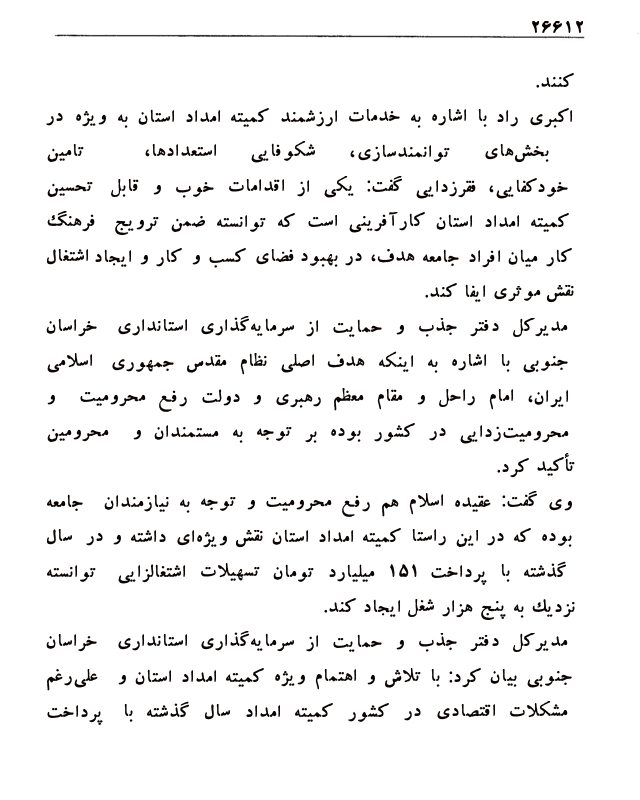 ۲۶۶۱۲
کنند.
اکبری راد با اشاره به خدمات ارزشمند کمیته امداد استان به ویژه در
بخش‌های توانمندسازی، شکوفایی استعدادها، تامین
خودکفایی، فقرزدایی گفت: یکی از اقدامات خوب و قابل تحسین
کمیته امداد استان کارآفرینی است که توانسته ضمن ترویج فرهنگ
کار میان افراد جامعه هدف، در بهبود فضای کسب و کار و ایجاد اشتغال
نقش موثری ایفا کند.
مدیرکل دفتر جذب و حمایت از سرمایه‌گذاری استانداری خراسان
جنوبی با اشاره به اینکه هدف اصلی نظام مقدس جمهوری اسلامی
ایران، امام راحل و مقام معظم رهبری و دولت رفع محرومیت و
محرومیت‌زدایی در کشور بوده بر توجه به مستمندان و محرومین
تأکید کرد.
وی گفت: عقیده اسلام هم رفع محرومیت و توجه به نیازمندان جامعه
بوده که در این راستا کمیته امداد استان نقش ویژه‌ای داشته و در سال
گذشته با پرداخت ۱۵۱ میلیارد تومان تسهیلات اشتغالزایی توانسته
نزدیك به پنج هزار شغل ایجاد کند.
مدیرکل دفتر جذب و حمایت از سرمایه‌گذاری استانداری خراسان
جنوبی بیان کرد: با تلاش و اهتمام ویژه کمیته امداد استان و علی‌رغم
مشکلات اقتصادی در کشور کمیته امداد سال گذشته با پرداخت